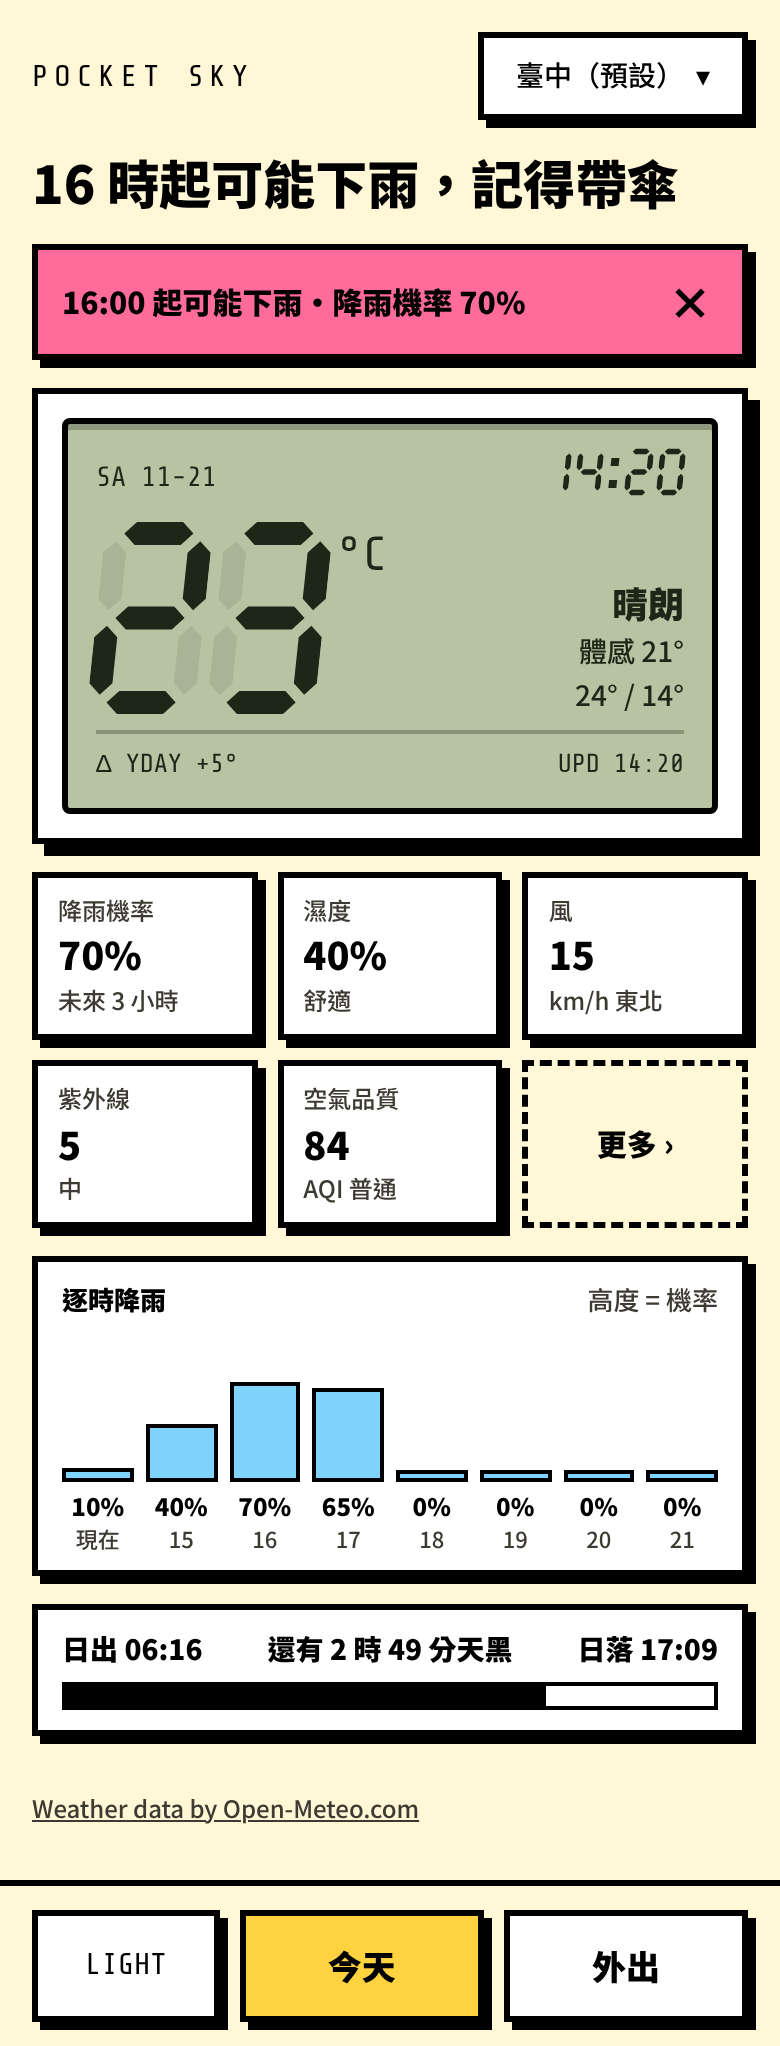 POCKET SKY
臺中（預設） ▼
16 時起可能下雨，記得帶傘
16:00 起可能下雨・降雨機率 70% ✕
SA 11-21
14:20
23 °C
晴朗
體感 21°
24° / 14°
Δ YDAY +5°
UPD 14:20
降雨機率
70%
未來 3 小時
濕度
40%
舒適
風
15
km/h 東北
紫外線
5
中
空氣品質
84
AQI 普通
更多 ›
逐時降雨
高度 = 機率
10% 40% 70% 65% 0% 0% 0% 0%
現在 15 16 17 18 19 20 21
日出 06:16
還有 2 時 49 分天黑
日落 17:09
Weather data by Open-Meteo.com
LIGHT
今天
外出